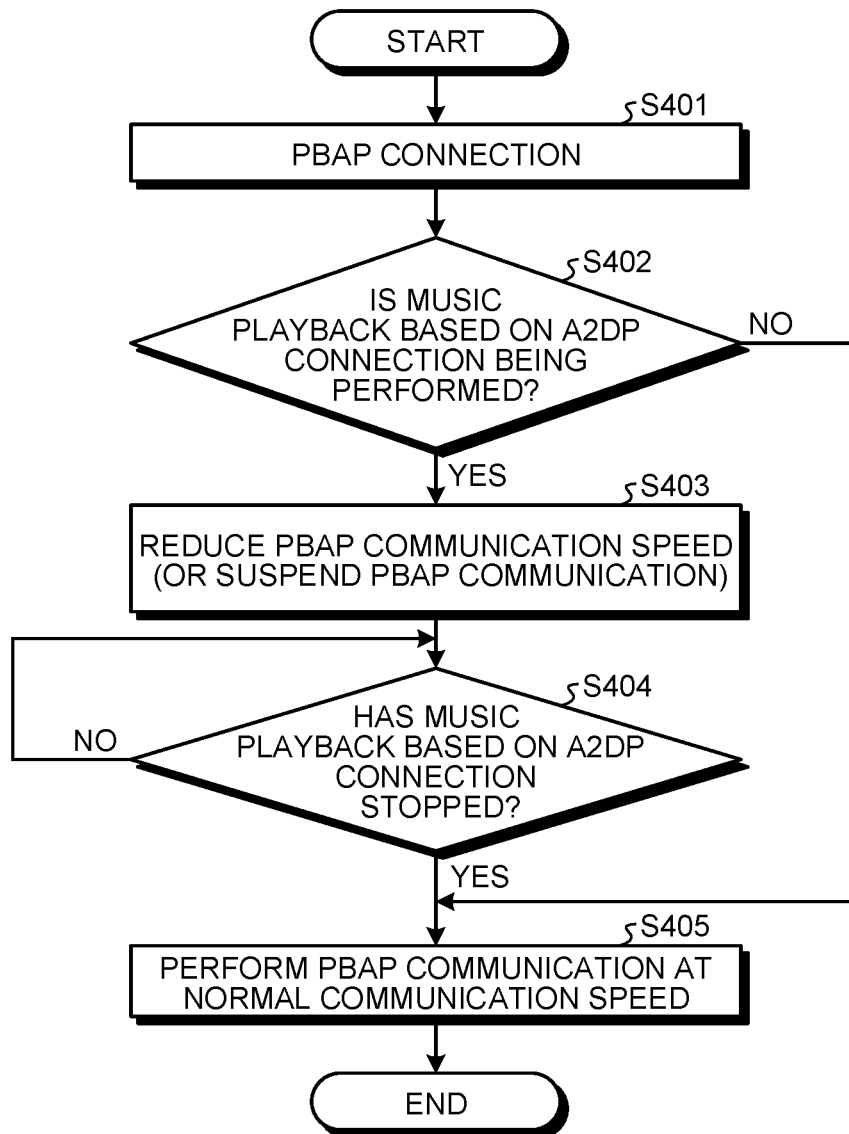 START
S401
PBAP CONNECTION
S402
IS MUSIC
PLAYBACK BASED ON A2DP
CONNECTION BEING
PERFORMED?
NO
YES
S403
REDUCE PBAP COMMUNICATION SPEED
(OR SUSPEND PBAP COMMUNICATION)
S404
HAS MUSIC
PLAYBACK BASED ON A2DP
CONNECTION
STOPPED?
NO
YES
S405
PERFORM PBAP COMMUNICATION AT
NORMAL COMMUNICATION SPEED
END